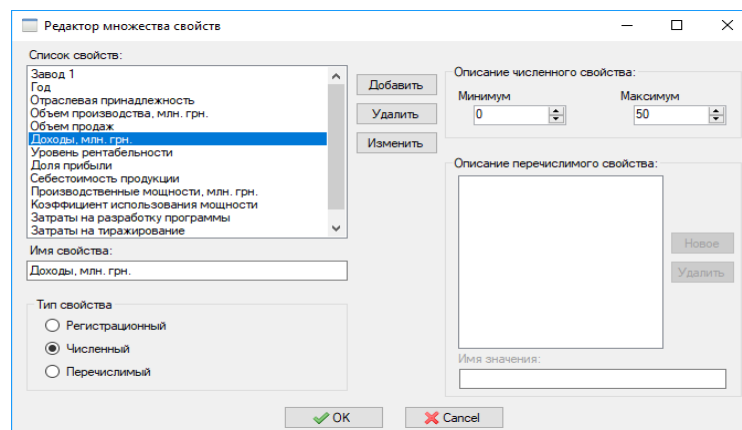 Редактор множества свойств
Список свойств:
Завод 1
Год
Отраслевая принадлежность
Объем производства, млн. грн.
Объем продаж
Доходы, млн. грн.
Уровень рентабельности
Доля прибыли
Себестоимость продукции
Производственные мощности, млн. грн.
Коэффициент использования мощности
Затраты на разработку программы
Затраты на тиражирование
Добавить
Удалить
Изменить
Имя свойства:
Доходы, млн. грн.
Тип свойства
Регистрационный
Численный
Перечислимый
Описание численного свойства:
Минимум Максимум
0 50
Описание перечислимого свойства:
Новое
Удалить
Имя значения:
OK Cancel